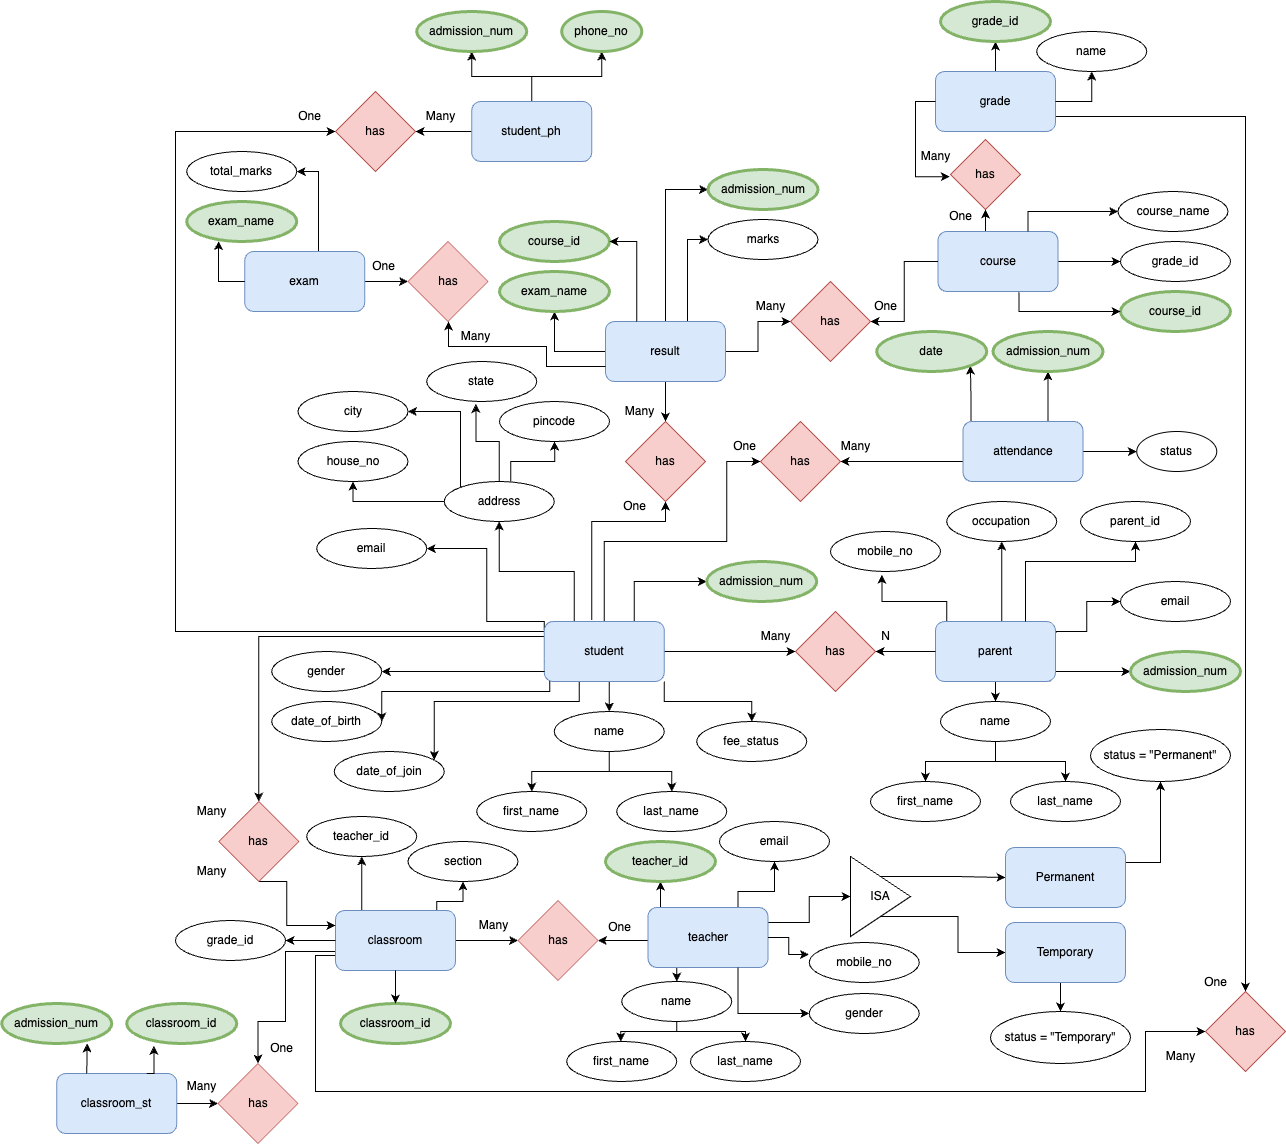 admission_num
phone_no
grade_id
name
grade
One
has
Many
student_ph
Many
has
total_marks
admission_num
exam_name
One
course_name
course_id
marks
course
grade_id
exam
One
has
exam_name
Many
has
One
course_id
Many
result
date
admission_num
state
city
Many
pincode
One
has
Many
attendance
status
house_no
has
address
One
occupation
parent_id
email
mobile_no
admission_num
email
student
Many
has
N
parent
gender
admission_num
date_of_birth
name
fee_status
name
status = "Permanent"
date_of_join
first_name
last_name
first_name
last_name
Many
has
teacher_id
email
section
teacher_id
Many
Permanent
ISA
grade_id
classroom
Many
has
One
teacher
Temporary
mobile_no
One
name
gender
admission_num
classroom_id
classroom_id
has
status = "Temporary"
One
first_name
last_name
Many
Many
classroom_st
has